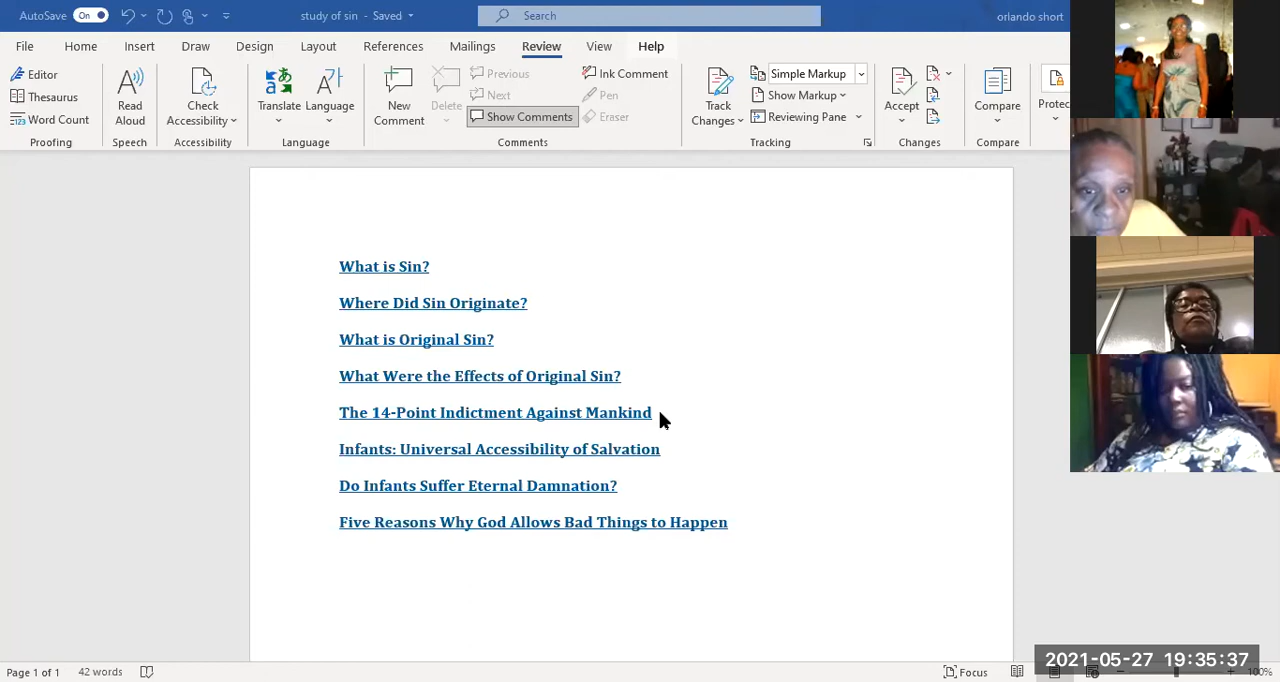 AutoSave On study of sin - Saved Search orlando short
File Home Insert Draw Design Layout References Mailings Review View Help
Editor
Thesaurus
Word Count
Proofing
Read
Aloud
Speech
Check
Accessibility
Accessibility
Translate Language
Language
New
Comment
Delete
Previous
Next
Show Comments
Ink Comment
Pen
Eraser
Comments
Track
Changes
Simple Markup
Show Markup
Reviewing Pane
Tracking
Accept
Changes
Compare
Compare
Protec
What is Sin?
Where Did Sin Originate?
What is Original Sin?
What Were the Effects of Original Sin?
The 14-Point Indictment Against Mankind
Infants: Universal Accessibility of Salvation
Do Infants Suffer Eternal Damnation?
Five Reasons Why God Allows Bad Things to Happen
2021-05-27 19:35:37
Page 1 of 1 42 words Focus 100%